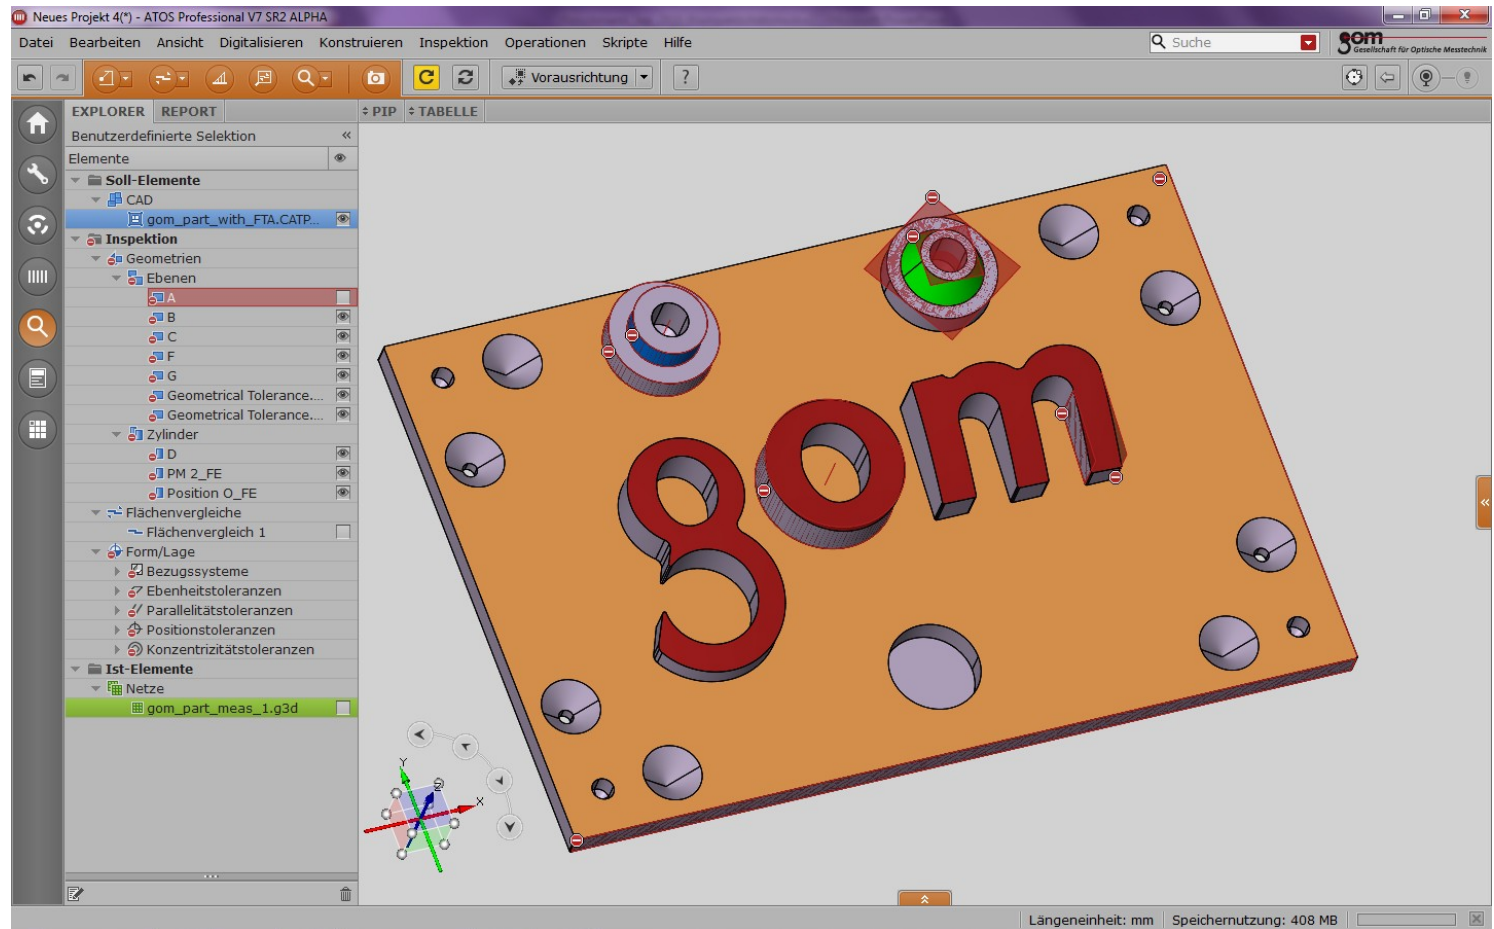 Neues Projekt 4(*) - ATOS Professional V7 SR2 ALPHA
Datei Bearbeiten Ansicht Digitalisieren Konstruieren Inspektion Operationen Skripte Hilfe
Suche
gom
Gesellschaft für Optische Messtechnik
Vorausrichtung
?
EXPLORER REPORT
PIP TABELLE
Benutzerdefinierte Selektion
Elemente
Soll-Elemente
CAD
gom_part_with_FTA.CATP...
Inspektion
Geometrien
Ebenen
A
B
C
F
G
Geometrical Tolerance....
Geometrical Tolerance....
Zylinder
D
PM 2_FE
Position O_FE
Flächenvergleiche
Flächenvergleich 1
Form/Lage
Bezugssysteme
Ebenheitstoleranzen
Parallelitätstoleranzen
Positionstoleranzen
Konzentrizitätstoleranzen
Ist-Elemente
Netze
gom_part_meas_1.g3d
gom
Y
Z
X
Längeneinheit: mm Speichernutzung: 408 MB